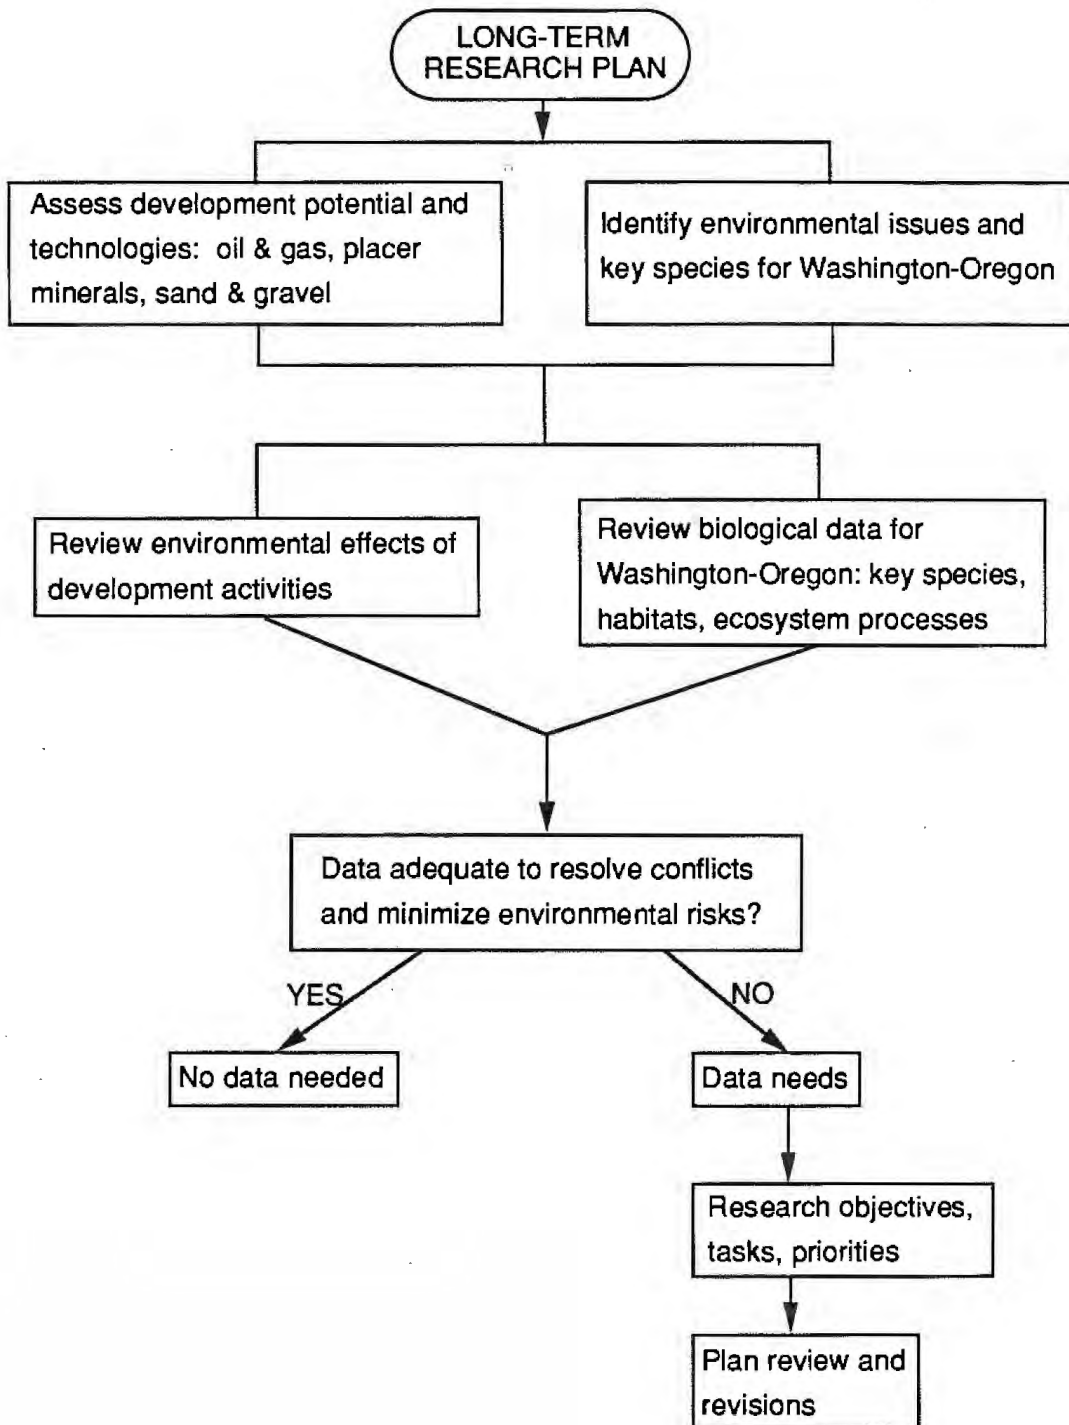 LONG-TERM
RESEARCH PLAN
Assess development potential and
technologies: oil & gas, placer
minerals, sand & gravel
Identify environmental issues and
key species for Washington-Oregon
Review environmental effects of
development activities
Review biological data for
Washington-Oregon: key species,
habitats, ecosystem processes
Data adequate to resolve conflicts
and minimize environmental risks?
YES
NO
No data needed
Data needs
Research objectives,
tasks, priorities
Plan review and
revisions